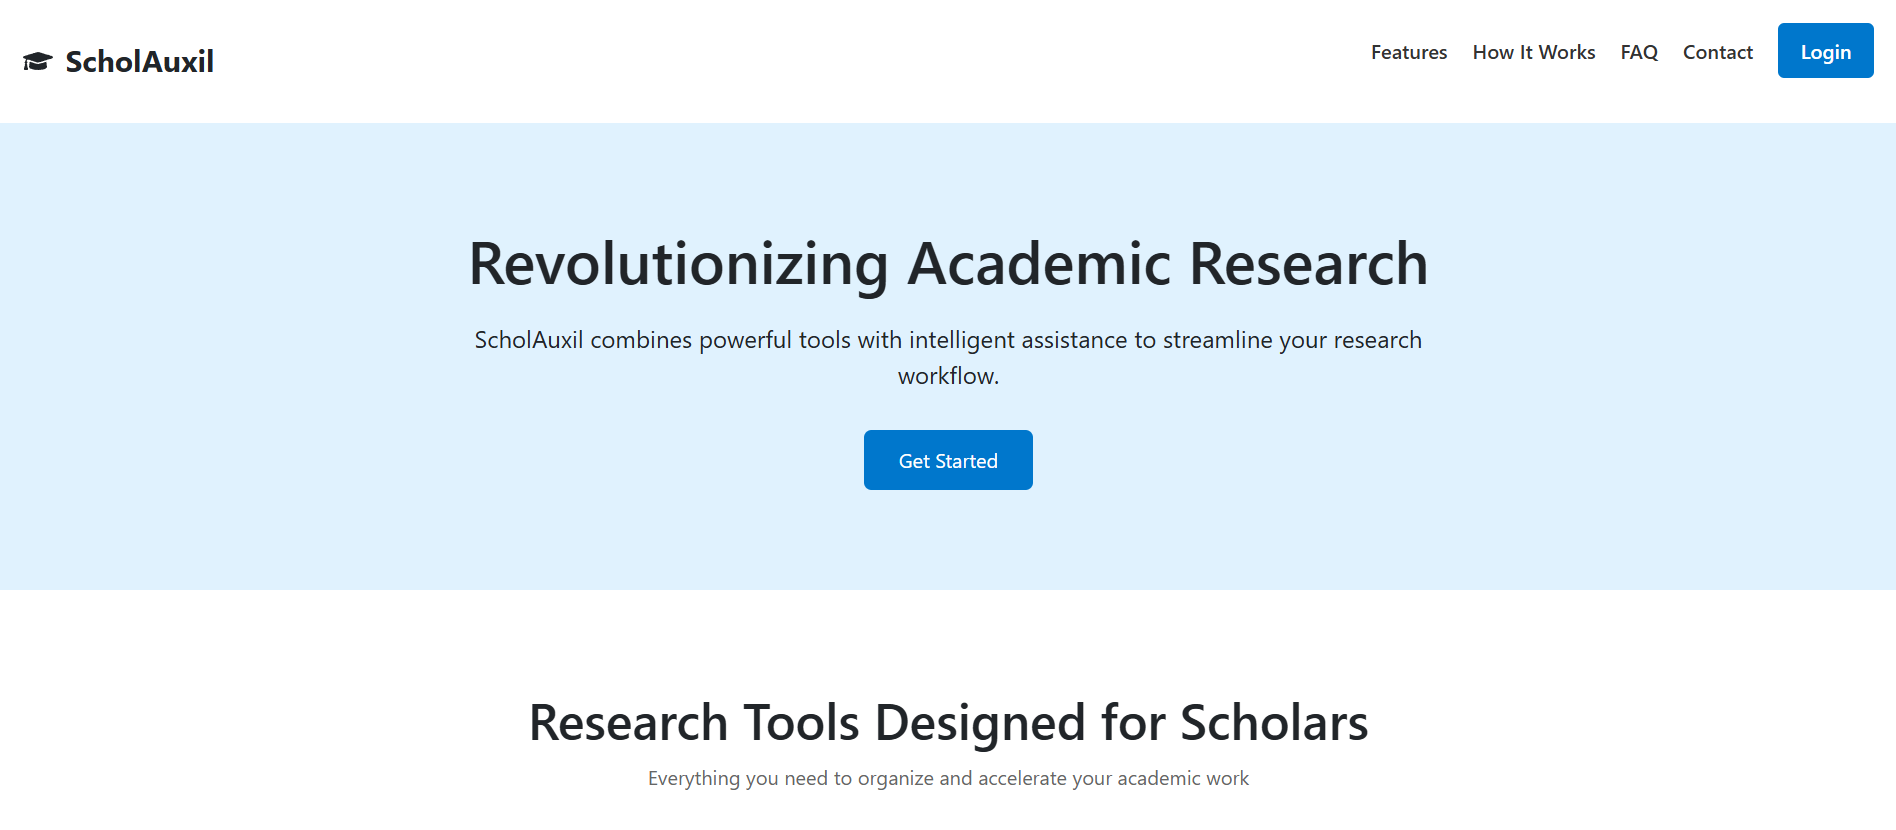 ScholAuxil
Features
How It Works
FAQ
Contact
Login
Revolutionizing Academic Research
ScholAuxil combines powerful tools with intelligent assistance to streamline your research
workflow.
Get Started
Research Tools Designed for Scholars
Everything you need to organize and accelerate your academic work